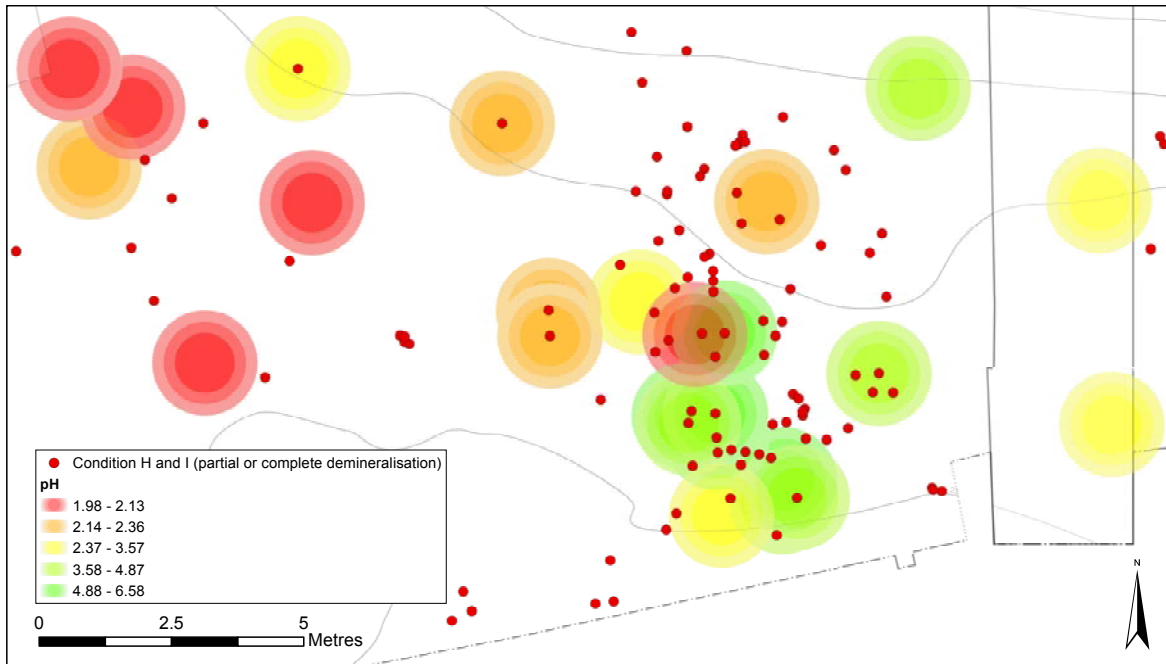 Condition H and I (partial or complete demineralisation)
pH
1.98 - 2.13
2.14 - 2.36
2.37 - 3.57
3.58 - 4.87
4.88 - 6.58
0 2.5 5
Metres
N